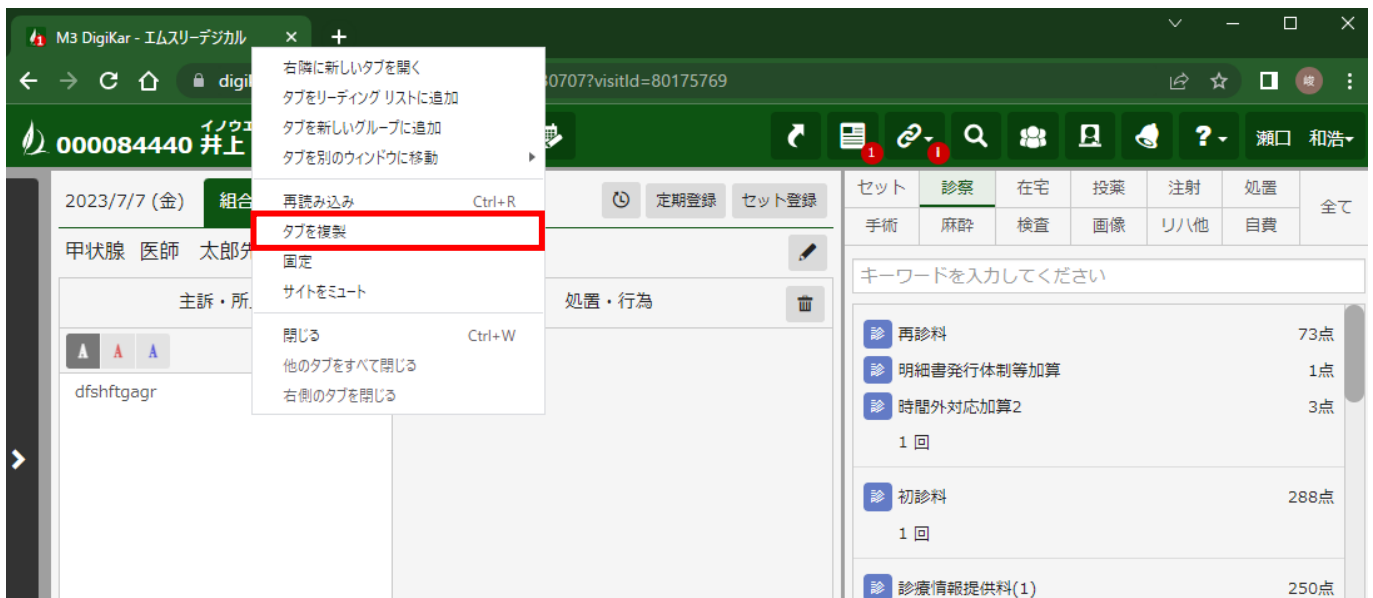 M3 DigiKar - エムスリーデジカル
digi
0707?visitId=80175769
峻
000084440
イノウエ
井上
1
瀬口 和浩
右隣に新しいタブを開く
タブをリーディング リストに追加
タブを新しいグループに追加
タブを別のウィンドウに移動
再読み込み Ctrl+R
タブを複製
固定
サイトをミュート
閉じる Ctrl+W
他のタブをすべて閉じる
右側のタブを閉じる
2023/7/7 (金) 組合
定期登録 セット登録
甲状腺 医師 太郎先
主訴・所
処置・行為
A A A
dfshftgagr
セット 診察 在宅 投薬 注射 処置 全て
手術 麻酔 検査 画像 リハ他 自費
キーワードを入力してください
診 再診料 73点
診 明細書発行体制等加算 1点
診 時間外対応加算2 3点
1 回
診 初診料 288点
1 回
診 診療情報提供料(1) 250点